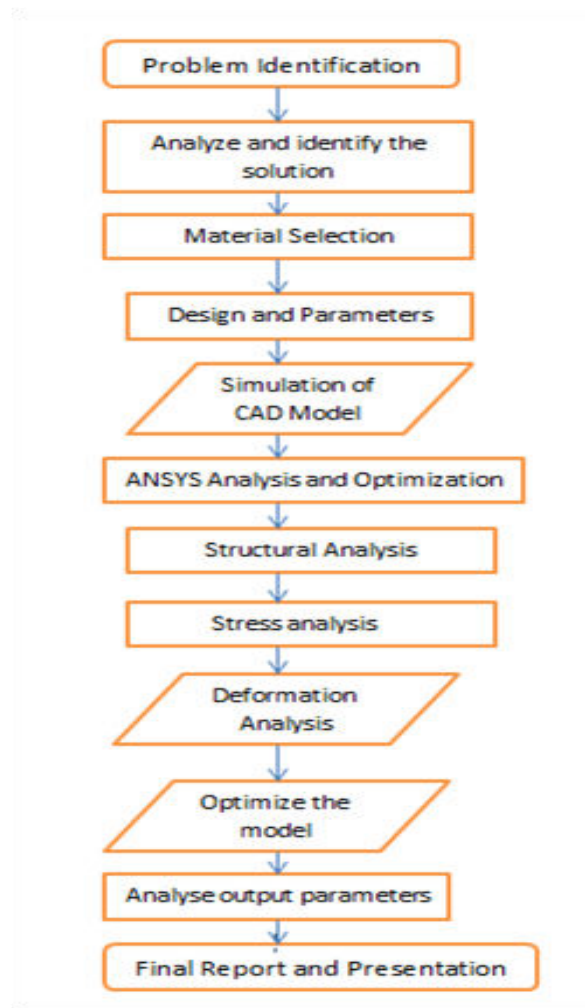 Problem Identification
Analyze and identify the
solution
Material Selection
Design and Parameters
Simulation of
CAD Model
ANSYS Analysis and Optimization
Structural Analysis
Stress analysis
Deformation
Analysis
Optimize the
model
Analyse output parameters
Final Report and Presentation